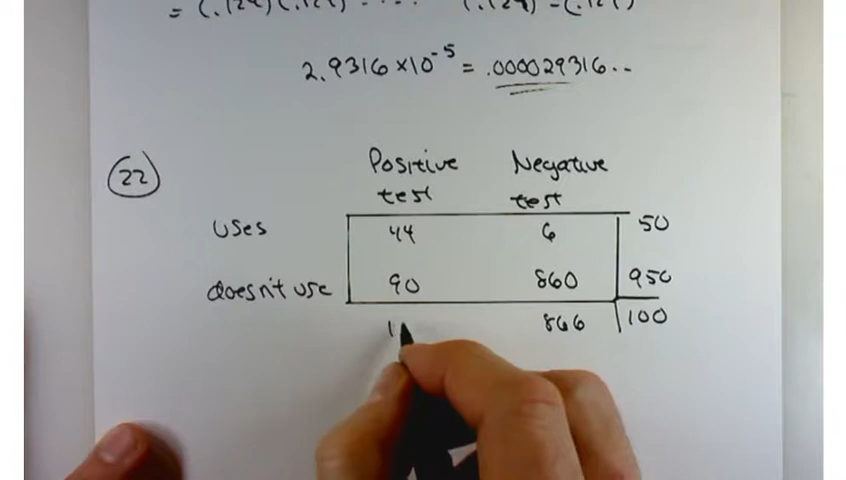 2.9316×10⁻⁵ = .000029316..
22
Positive test Negative test
uses 44 6 50
doesn't use 90 860 950
1 866 100